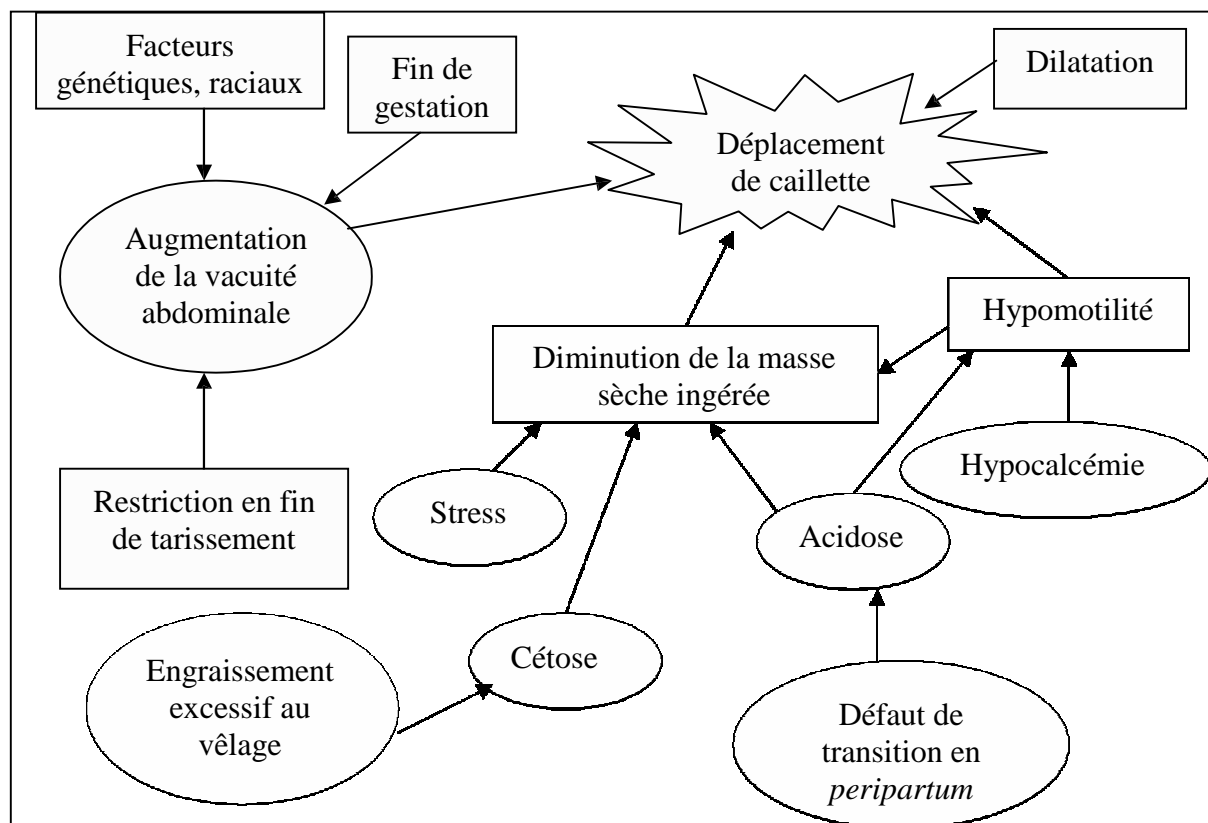 Facteurs
génétiques, raciaux
Fin de
gestation
Dilatation
Déplacement
de caillette
Augmentation
de la vacuité
abdominale
Hypomotilité
Diminution de la masse
sèche ingérée
Hypocalcémie
Restriction en fin
de tarissement
Stress
Acidose
Engraissement
excessif au
vêlage
Cétose
Défaut de
transition en
peripartum